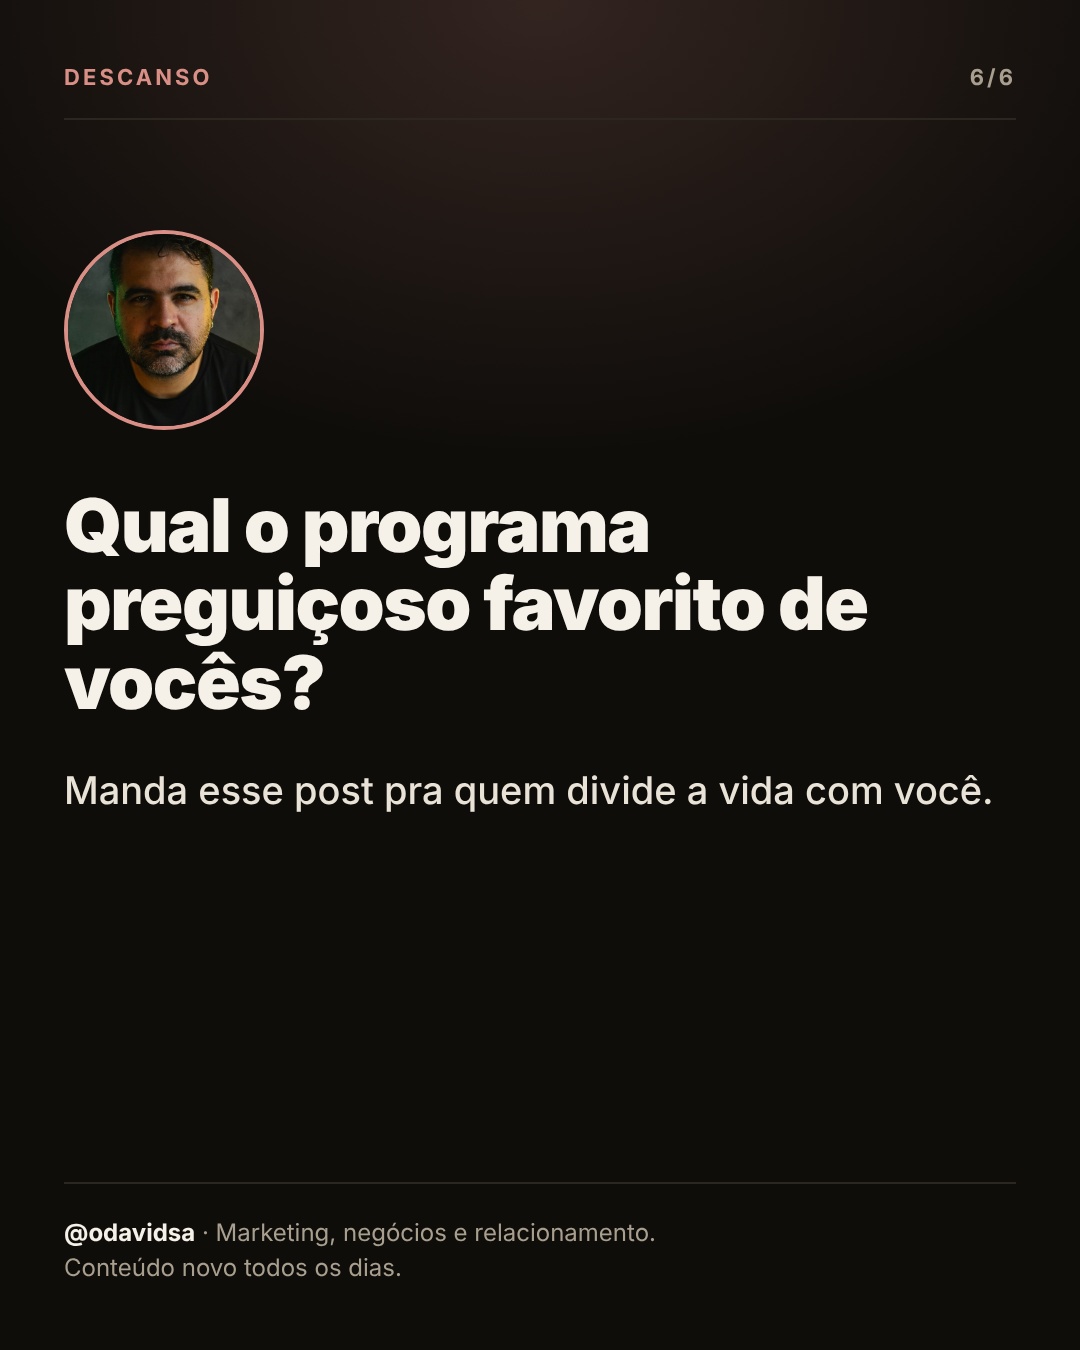 DESCANSO
6/6
Qual o programa
preguiçoso favorito de
vocês?
Manda esse post pra quem divide a vida com você.
@odavidsa · Marketing, negócios e relacionamento.
Conteúdo novo todos os dias.